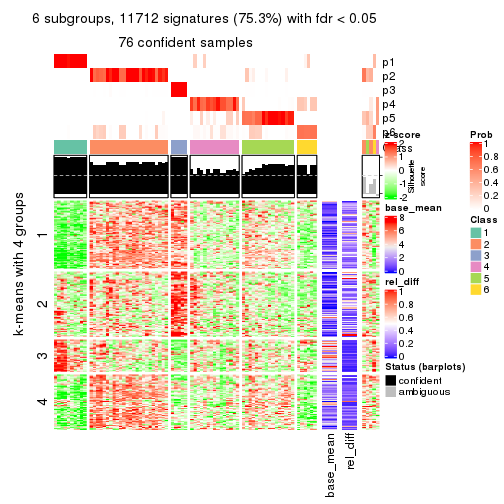 6 subgroups, 11712 signatures (75.3%) with fdr < 0.05
76 confident samples
p1
p2
p3
p4
p5
p6
Class
z-score
2
1
0
-1
-2
Silhouette
score
Prob
1
0.8
0.6
0.4
0.2
0
Class
1
2
3
4
5
6
base_mean
8
6
4
2
0
rel_diff
1
0.8
0.6
0.4
0.2
0
Status (barplots)
confident
ambiguous
k-means with 4 groups
1
2
3
4
base_mean
rel_diff